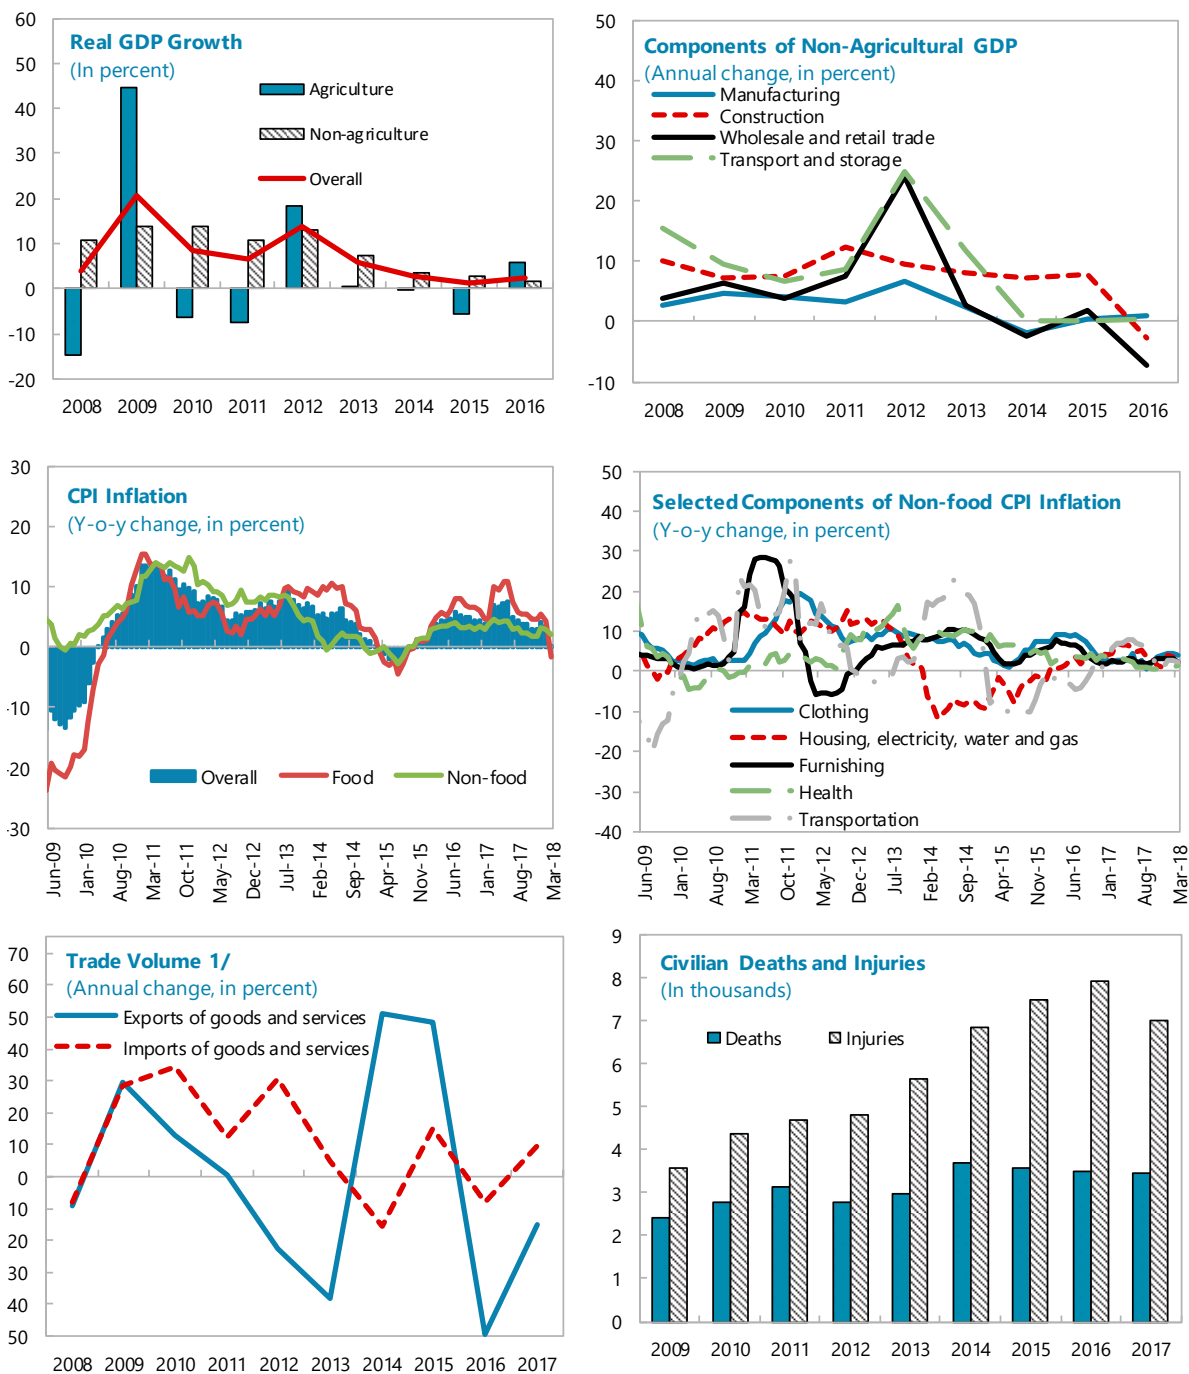 Real GDP Growth
(In percent)
Agriculture
Non-agriculture
Overall
60
50
40
30
20
10
0
-10
-20
2008 2009 2010 2011 2012 2013 2014 2015 2016
Components of Non-Agricultural GDP
(Annual change, in percent)
Manufacturing
Construction
Wholesale and retail trade
Transport and storage
50
40
30
20
10
0
-10
2008 2009 2010 2011 2012 2013 2014 2015 2016
CPI Inflation
(Y-o-y change, in percent)
30
20
10
0
-10
-20
-30
Overall Food Non-food
Jun-09 Jan-10 Aug-10 Mar-11 Oct-11 May-12 Dec-12 Jul-13 Feb-14 Sep-14 Apr-15 Nov-15 Jun-16 Jan-17 Aug-17 Mar-18
Selected Components of Non-food CPI Inflation
(Y-o-y change, in percent)
50
40
30
20
10
0
-10
-20
-30
-40
Clothing
Housing, electricity, water and gas
Furnishing
Health
Transportation
Jun-09 Jan-10 Aug-10 Mar-11 Oct-11 May-12 Dec-12 Jul-13 Feb-14 Sep-14 Apr-15 Nov-15 Jun-16 Jan-17 Aug-17 Mar-18
Trade Volume 1/
(Annual change, in percent)
Exports of goods and services
Imports of goods and services
70
60
50
40
30
20
10
0
10
20
30
40
50
2008 2009 2010 2011 2012 2013 2014 2015 2016 2017
Civilian Deaths and Injuries
(In thousands)
Deaths Injuries
9
8
7
6
5
4
3
2
1
0
2009 2010 2011 2012 2013 2014 2015 2016 2017